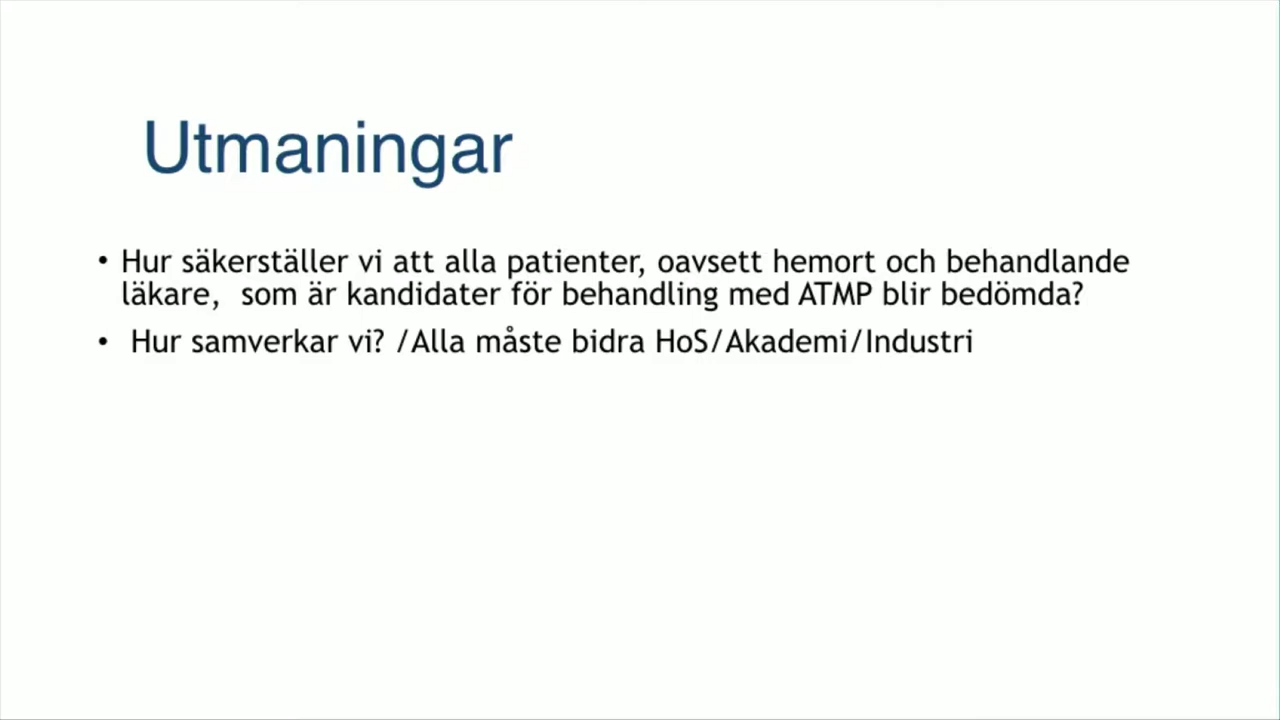 Utmaningar
• Hur säkerställer vi att alla patienter, oavsett hemort och behandlande
läkare,  som är kandidater för behandling med ATMP blir bedömda?
• Hur samverkar vi? /Alla måste bidra HoS/Akademi/Industri